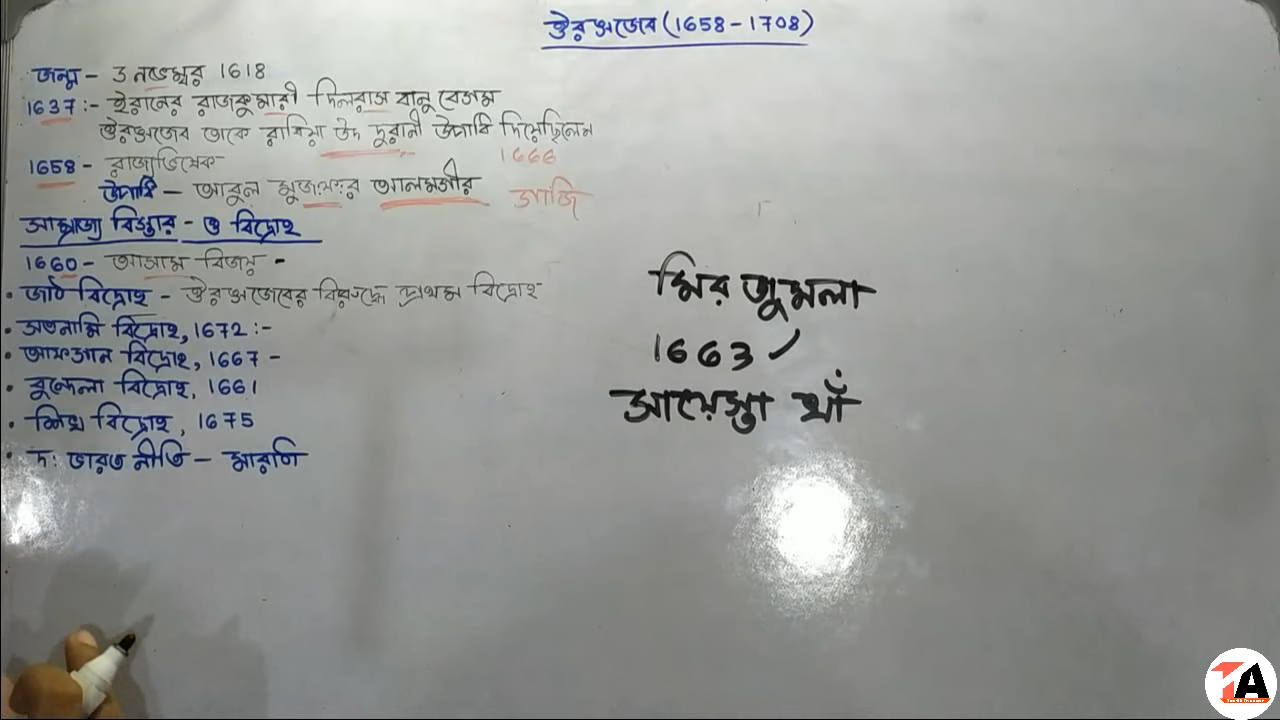 ঔরঙ্গজেব (1658 - 1708)
জন্ম - 3 নভেম্বর 1618
1637 :- ইরানের রাজকুমারী দিলরাস বানু বেগম
ঔরঙ্গজেব তাকে রাবিয়া উদ দুরানী উপাধি দিয়েছিলেন
1658 - রাজ্যাভিষেক 1666
উপাধি - আবুল মুজাফফর আলমগীর গাজি
সাম্রাজ্য বিস্তার - ও বিদ্রোহ
1660 - আসাম বিজয় -
• জাঠ বিদ্রোহ - ঔরঙ্গজেবের বিরুদ্ধে প্রথম বিদ্রোহ
• সতনামি বিদ্রোহ, 1672 :-
• আফগান বিদ্রোহ, 1667 -
• বুন্দেলা বিদ্রোহ, 1661
• শিখ বিদ্রোহ, 1675
• দ: ভারত নীতি - মারাঠা
মির জুমলা
1663
সায়েস্তা খাঁ
TA